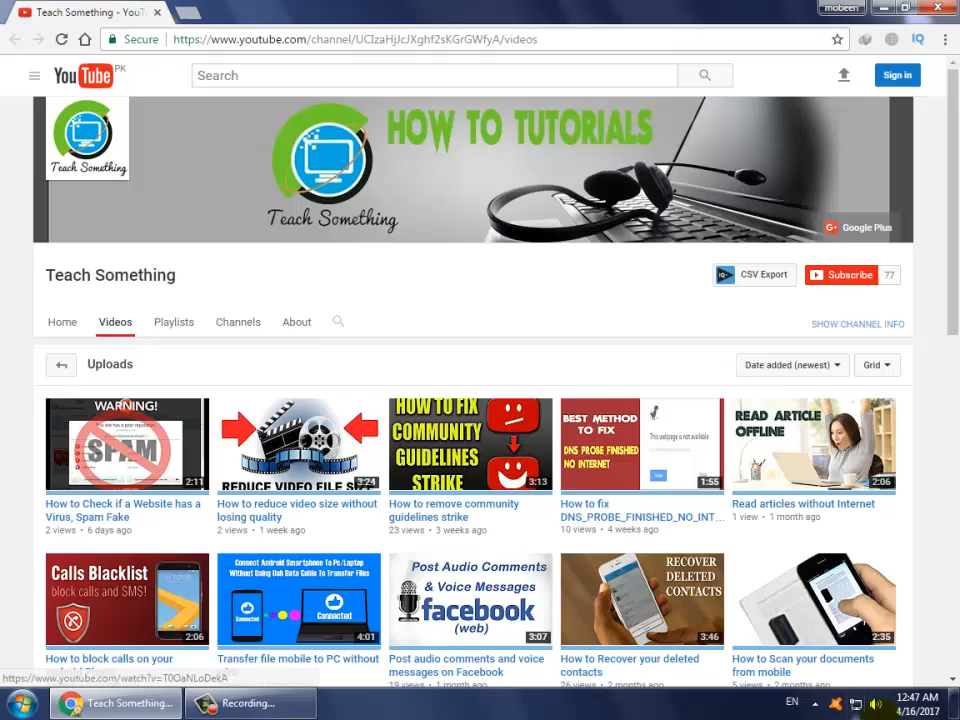 Teach Something - YouT
mobeen
Secure
https://www.youtube.com/channel/UCIzaHjJcJXghf2sKGrGWfyA/videos
IQ
YouTube PK
Search
Sign in
Teach Something
HOW TO TUTORIALS
Teach Something
Google Plus
Teach Something
CSV Export
Subscribe 77
Home Videos Playlists Channels About
SHOW CHANNEL INFO
Uploads
Date added (newest)
Grid
WARNING!
SPAM
2:11
REDUCE VIDEO FILE SIZE
3:24
HOW TO FIX
COMMUNITY
GUIDELINES
STRIKE
3:13
BEST METHOD
TO FIX
DNS PROBE FINISHED
NO INTERNET
This webpage is not available
1:55
READ ARTICLE
OFFLINE
2:06
How to Check if a Website has a
Virus, Spam Fake
2 views • 6 days ago
How to reduce video size without
losing quality
2 views • 1 week ago
How to remove community
guidelines strike
23 views • 3 weeks ago
How to fix
DNS_PROBE_FINISHED_NO_INT...
10 views • 4 weeks ago
Read articles without Internet
1 view • 1 month ago
Calls Blacklist
block calls and SMS!
2:06
Connect Android Smartphone To Pc/Laptop
Without Using Usb Data Cable To Transfer Files
Connected
Connected
4:01
Post Audio Comments
& Voice Messages
facebook
(web)
3:07
RECOVER
DELETED
CONTACTS
3:46
2:35
How to block calls on your
Transfer file mobile to PC without
Post audio comments and voice
messages on Facebook
How to Recover your deleted
contacts
How to Scan your documents
from mobile
https://www.youtube.com/watch?v=T0OaNLoDekA
Teach Something...
Recording...
EN
12:47 AM
4/16/2017